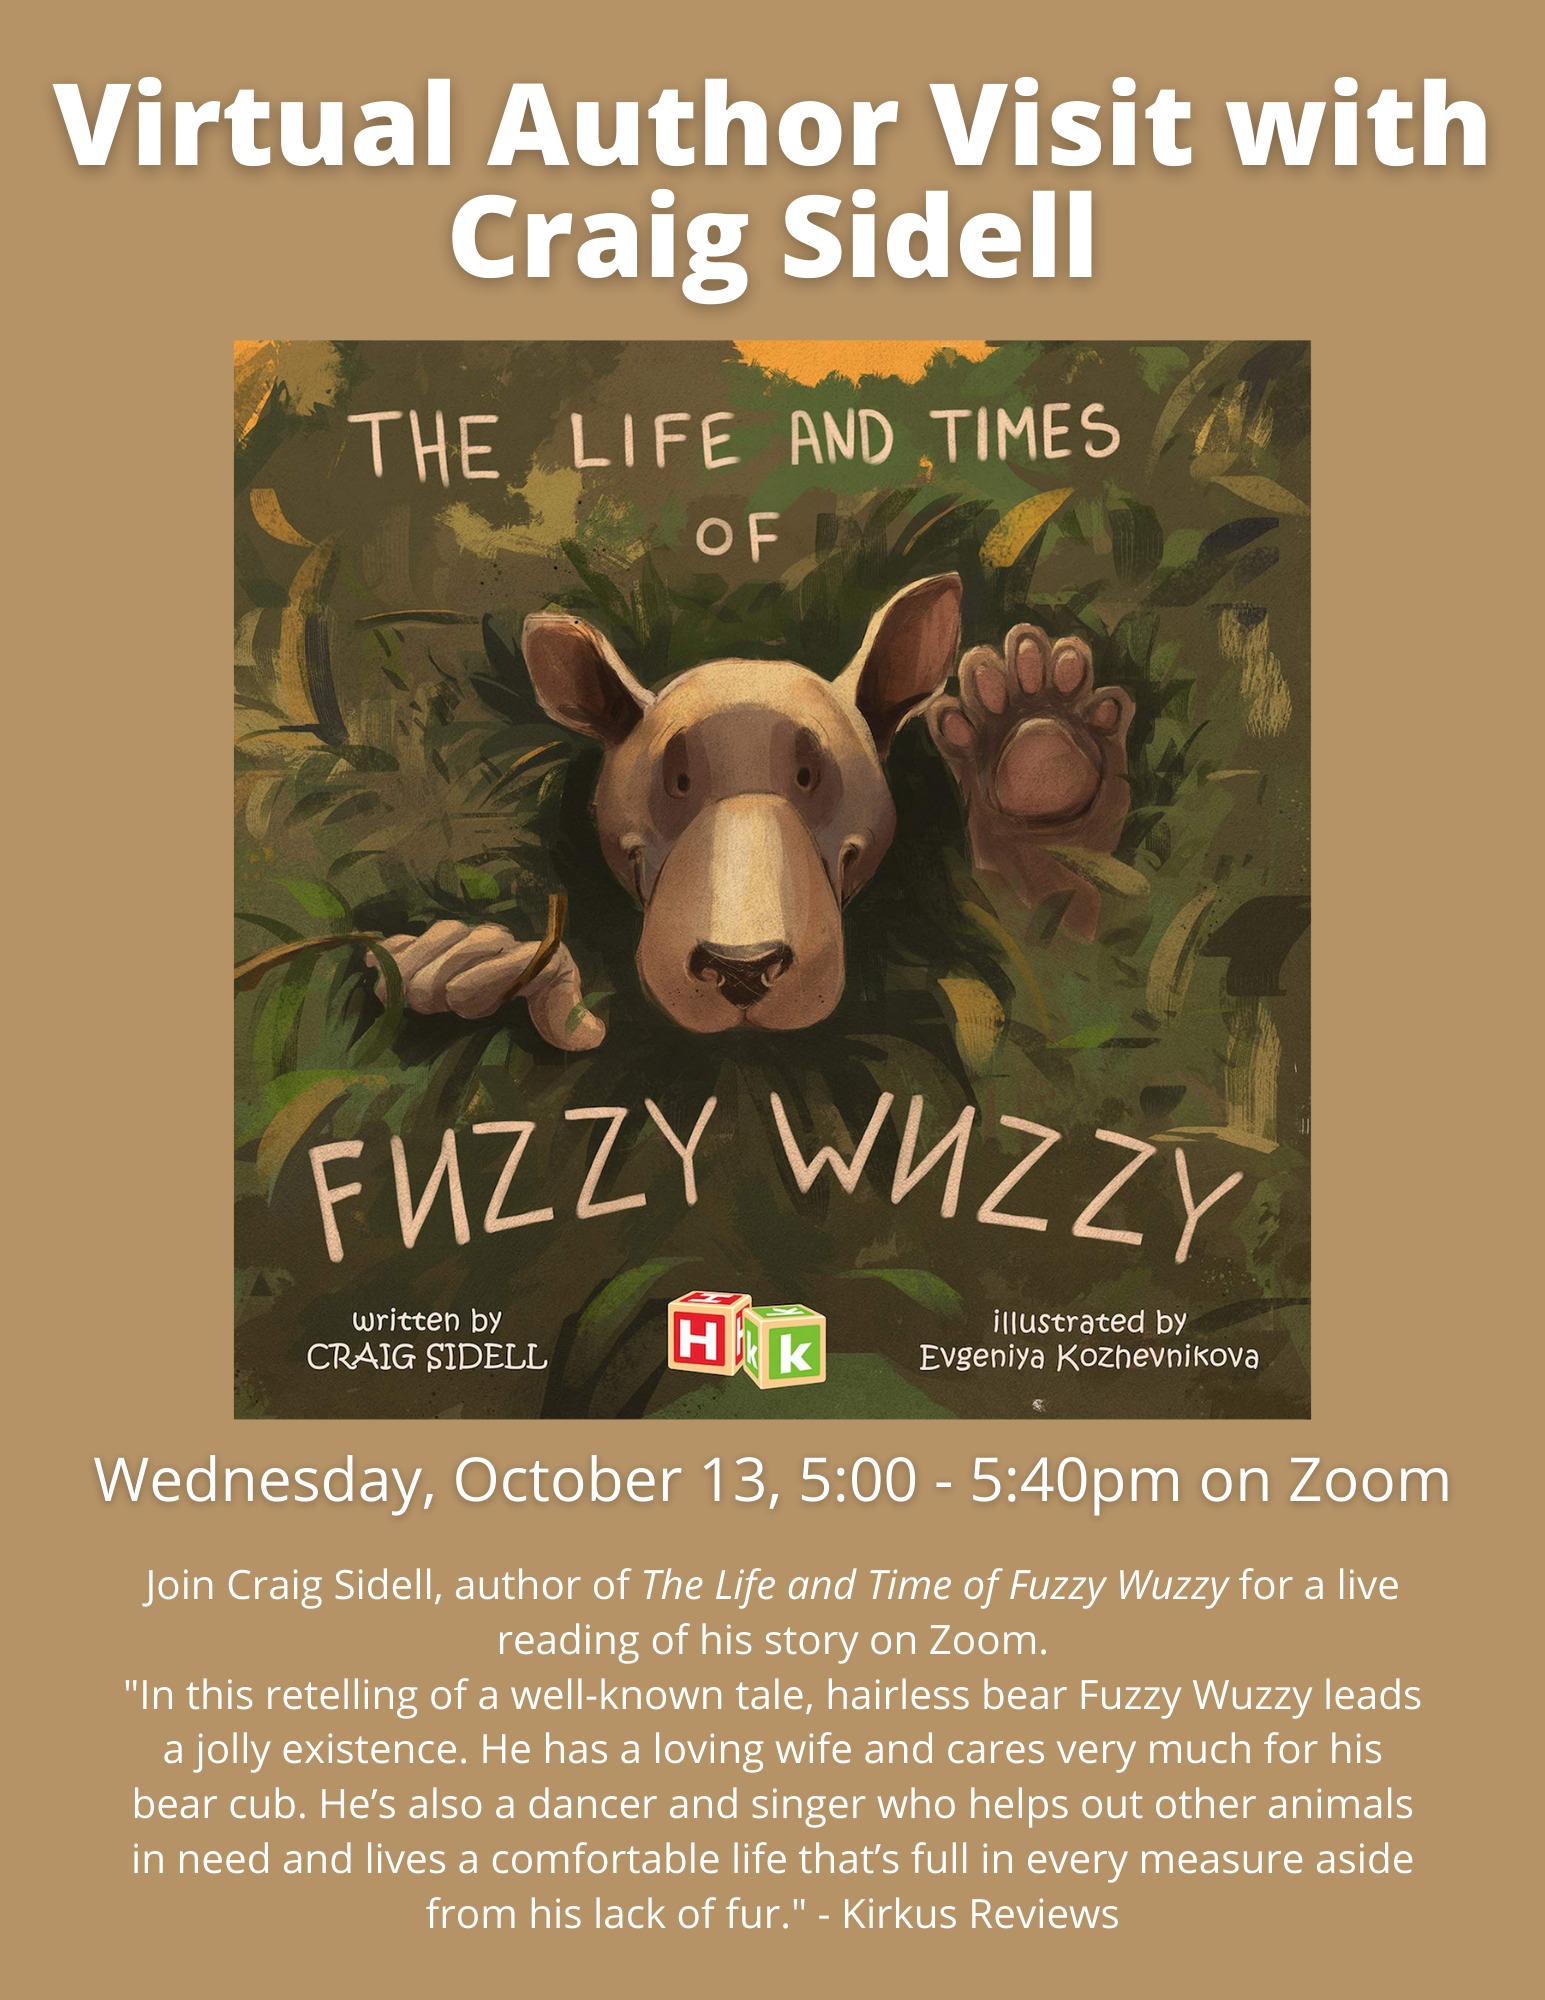 Virtual Author Visit with
Craig Sidell
THE LIFE AND TIMES
OF
FUZZY WUZZY
written by
CRAIG SIDELL
H H H k k k
illustrated by
Evgeniya Kozhevnikova
Wednesday, October 13, 5:00 - 5:40pm on Zoom
Join Craig Sidell, author of The Life and Time of Fuzzy Wuzzy for a live
reading of his story on Zoom.
"In this retelling of a well-known tale, hairless bear Fuzzy Wuzzy leads
a jolly existence. He has a loving wife and cares very much for his
bear cub. He’s also a dancer and singer who helps out other animals
in need and lives a comfortable life that’s full in every measure aside
from his lack of fur." - Kirkus Reviews